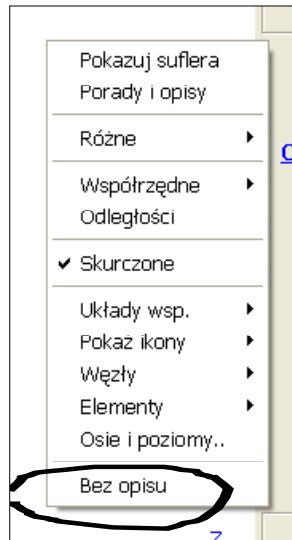 Pokazuj suflera
Porady i opisy
Różne
Współrzędne
Odległości
Skurczone
Układy wsp.
Pokaż ikony
Węzły
Elementy
Osie i poziomy..
Bez opisu